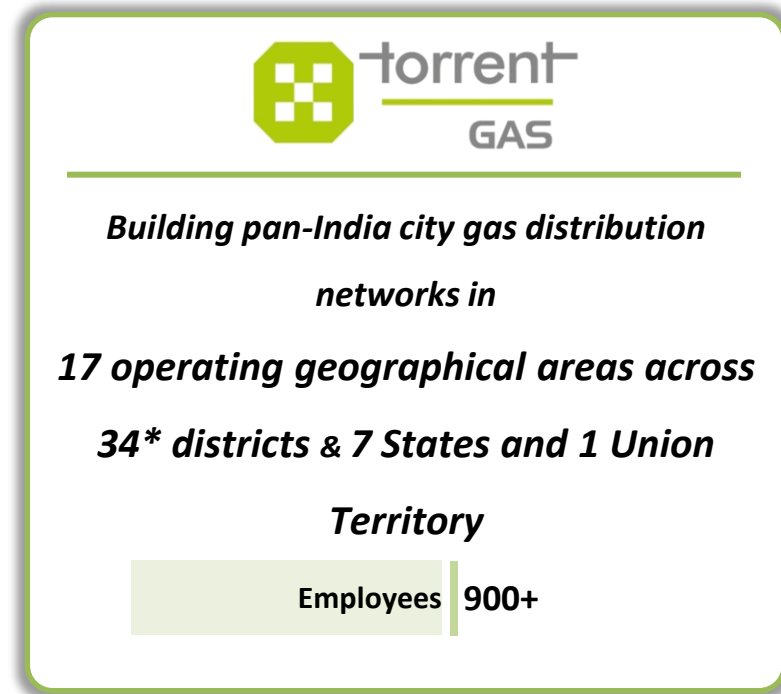 torrent
GAS
Building pan-India city gas distribution
networks in
17 operating geographical areas across
34* districts & 7 States and 1 Union
Territory
Employees 900+